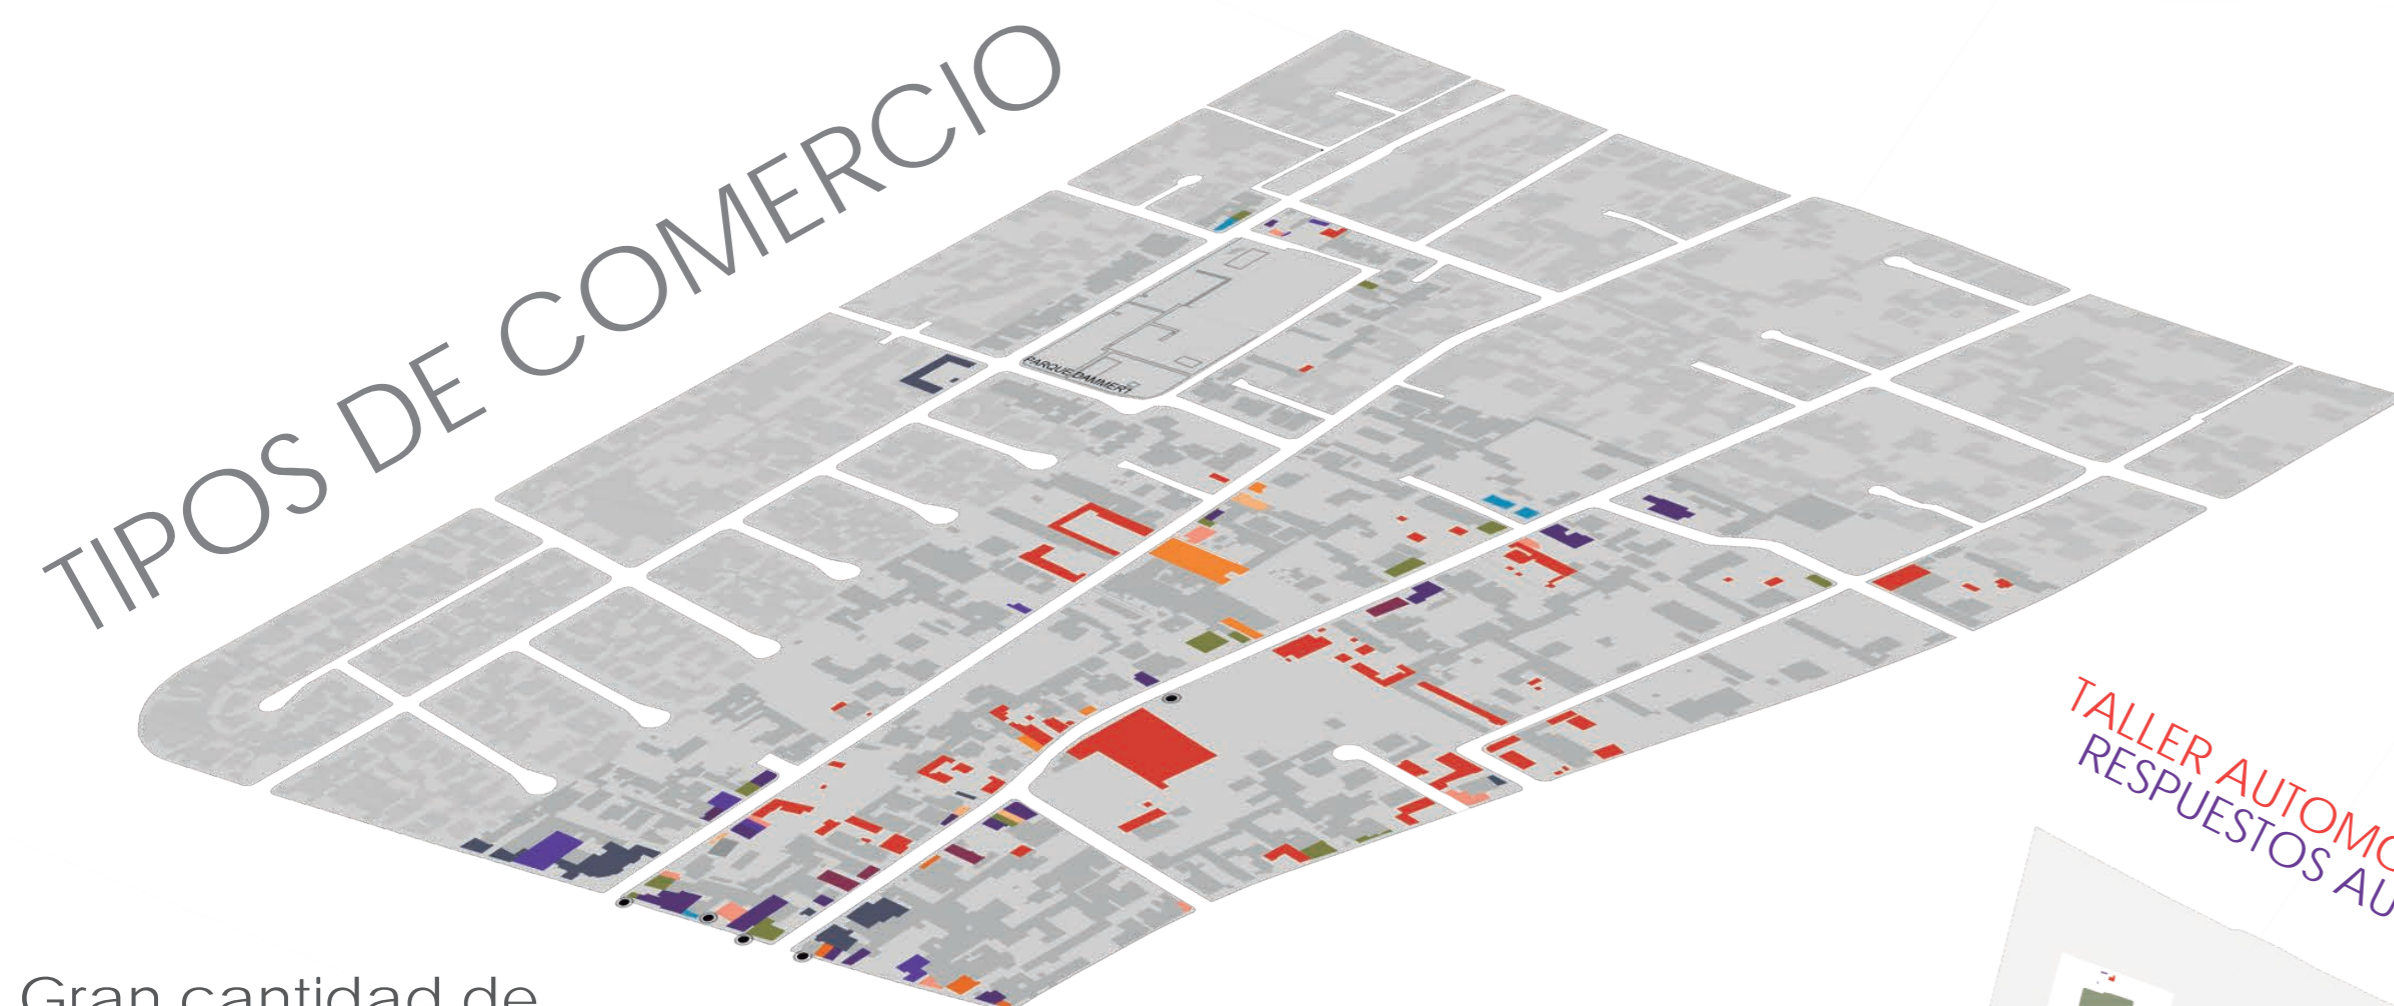 TIPOS DE COMERCIO
PARQUE DAMMERT
TALLER AUTOMO
RESPUESTOS AU
Gran cantidad de